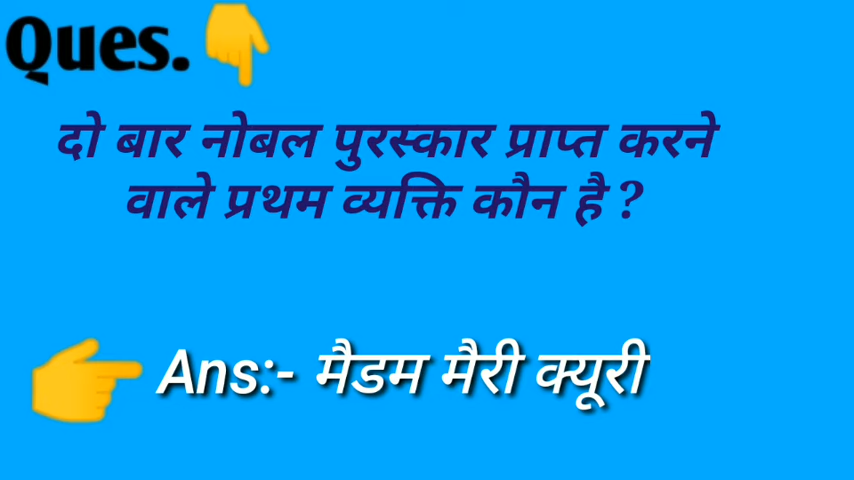 Ques.
दो बार नोबल पुरस्कार प्राप्त करने
वाले प्रथम व्यक्ति कौन है ?
Ans:- मैडम मैरी क्यूरी